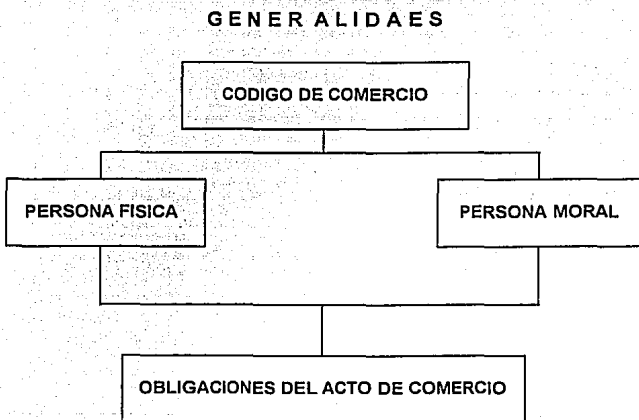 GENERALIDAES
CODIGO DE COMERCIO
PERSONA FISICA
PERSONA MORAL
OBLIGACIONES DEL ACTO DE COMERCIO